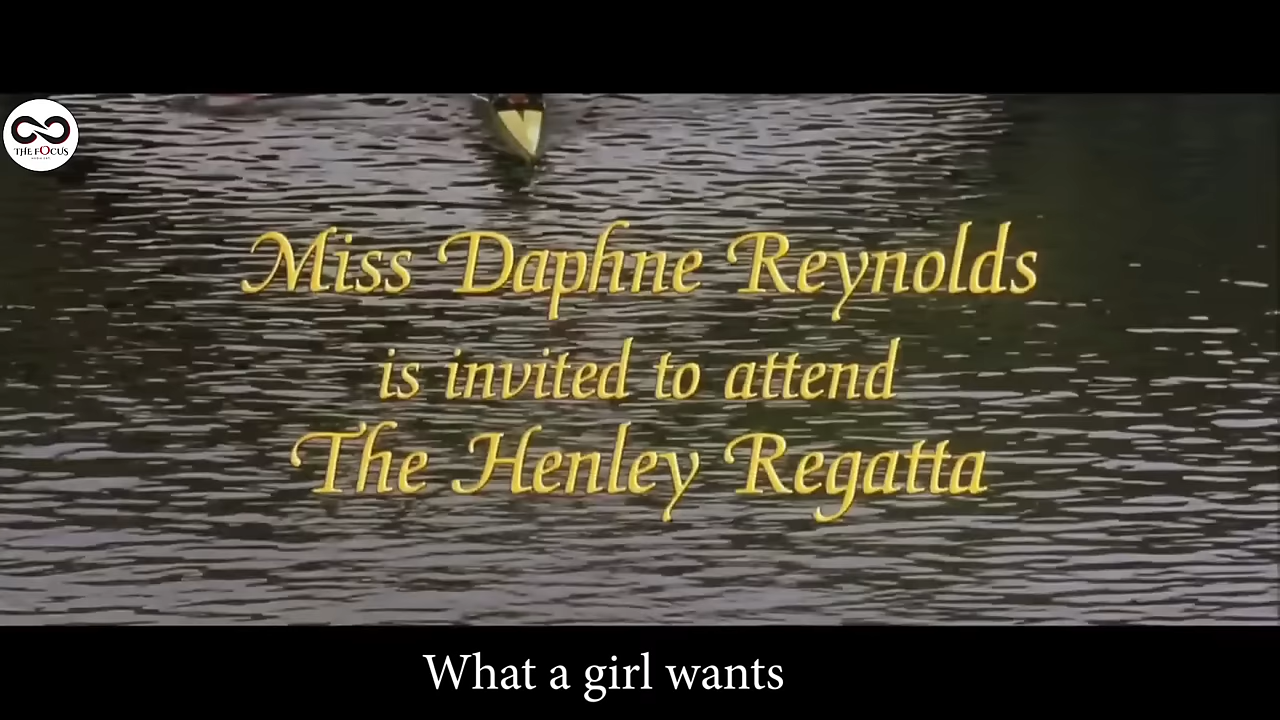 THE FOCUS
Miss Daphne Reynolds
is invited to attend
The Henley Regatta
What a girl wants